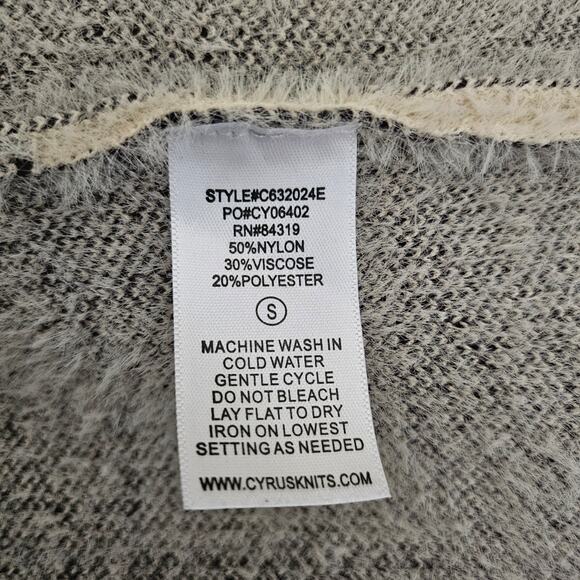 STYLE#C632024E
PO#CY06402
RN#84319
50%NYLON
30%VISCOSE
20%POLYESTER
S
MACHINE WASH IN
COLD WATER
GENTLE CYCLE
DO NOT BLEACH
LAY FLAT TO DRY
IRON ON LOWEST
SETTING AS NEEDED
WWW.CYRUSKNITS.COM